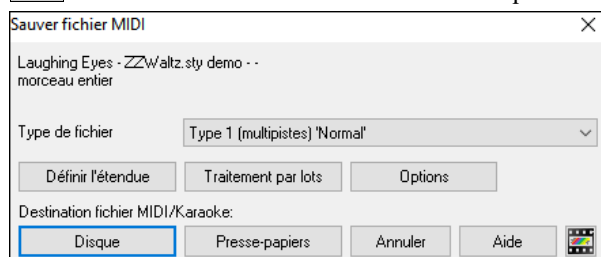 Sauver fichier MIDI
Laughing Eyes - ZZWaltz.sty demo - -
morceau entier
Type de fichier Type 1 (multipistes) 'Normal'
Définir l'étendue Traitement par lots Options
Destination fichier MIDI/Karaoke:
Disque Presse-papiers Annuler Aide